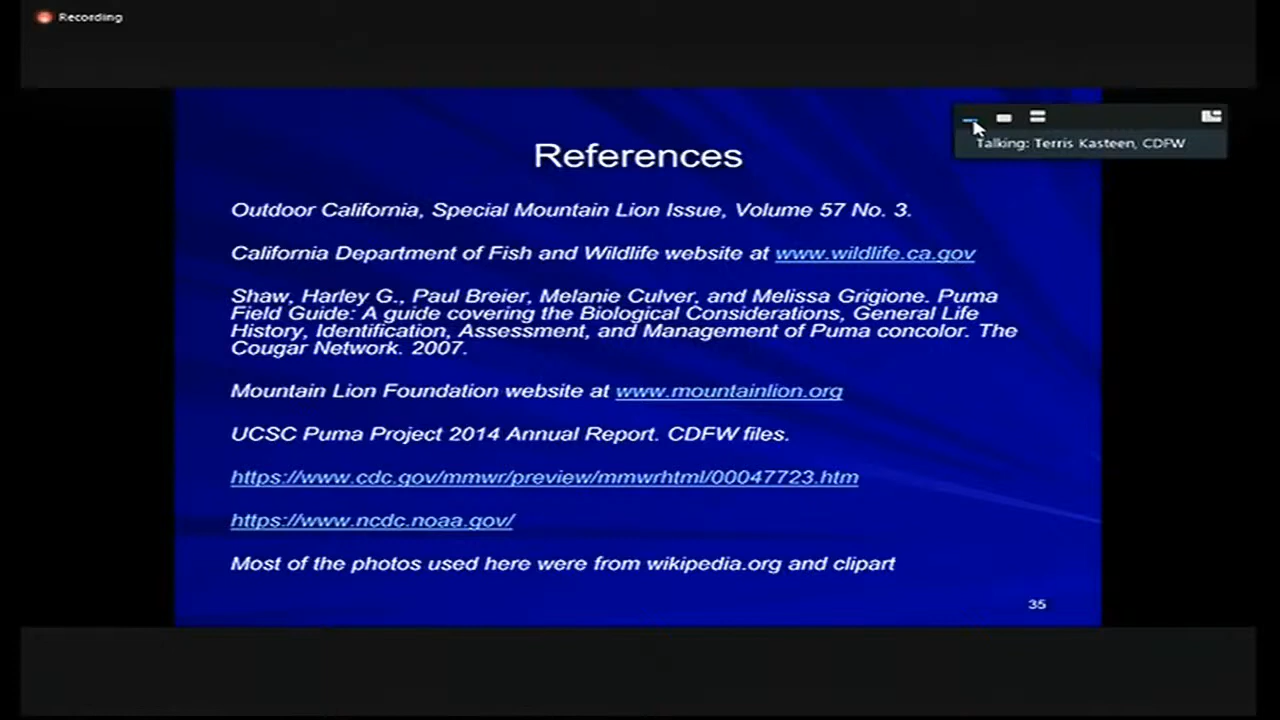 Recording
Talking: Terris Kasteen, CDFW
References
Outdoor California, Special Mountain Lion Issue, Volume 57 No. 3.
California Department of Fish and Wildlife website at www.wildlife.ca.gov
Shaw, Harley G., Paul Breier, Melanie Culver, and Melissa Grigione. Puma
Field Guide: A guide covering the Biological Considerations, General Life
History, Identification, Assessment, and Management of Puma concolor. The
Cougar Network. 2007.
Mountain Lion Foundation website at www.mountainlion.org
UCSC Puma Project 2014 Annual Report. CDFW files.
https://www.cdc.gov/mmwr/preview/mmwrhtml/00047723.htm
https://www.ncdc.noaa.gov/
Most of the photos used here were from wikipedia.org and clipart
35